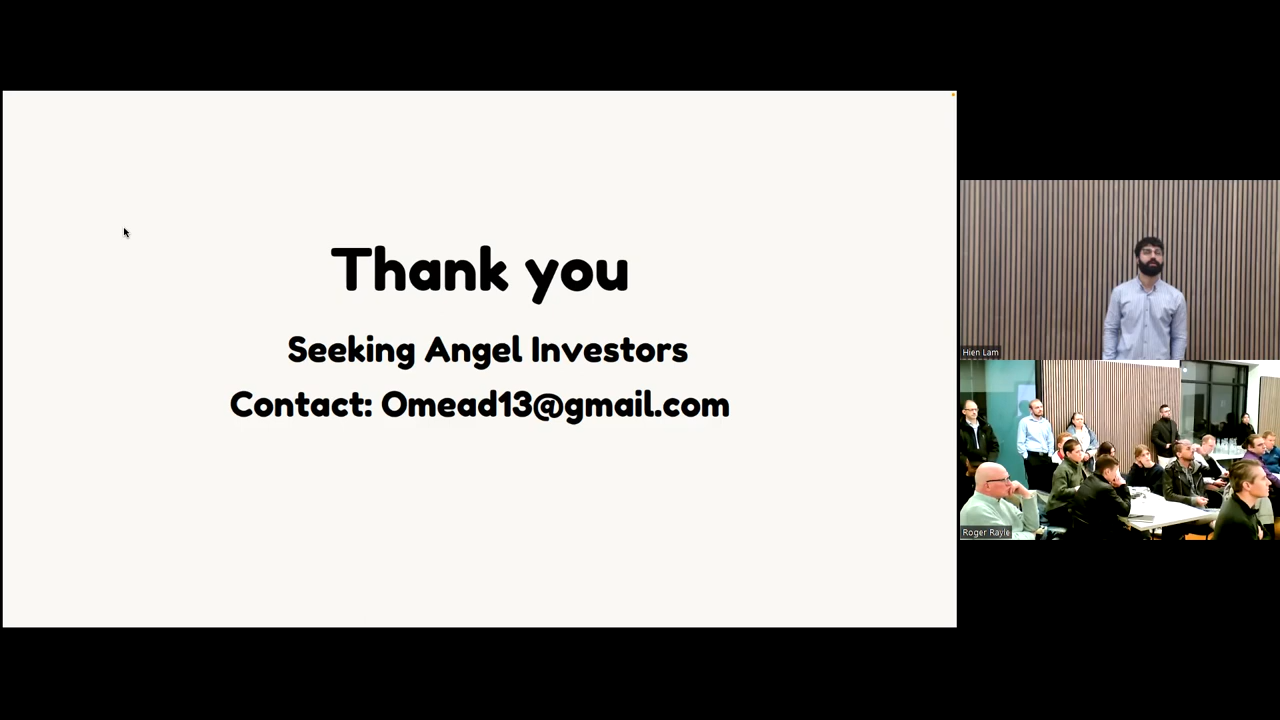 Thank you
Seeking Angel Investors
Contact: Omead13@gmail.com
Hien Lam
Roger Rayle